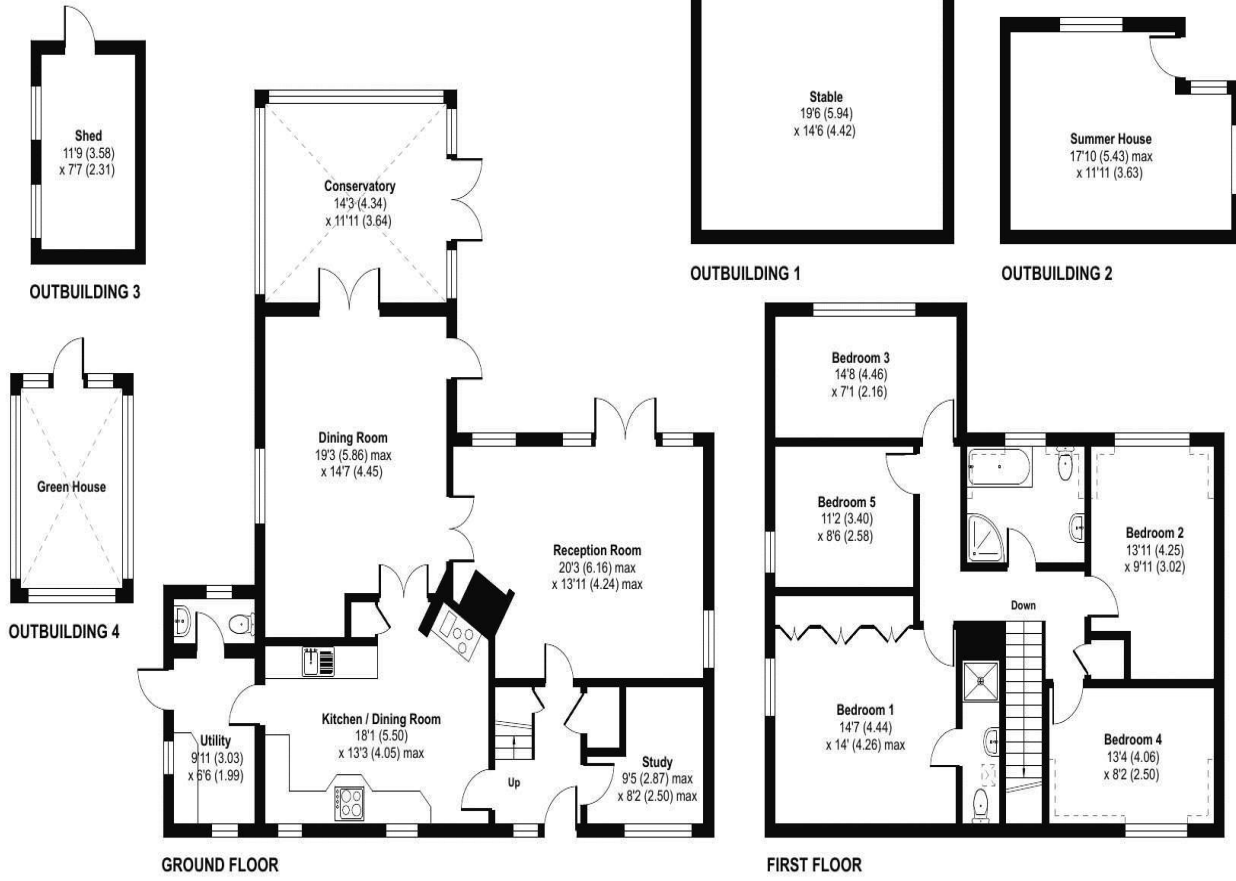 Shed
11'9 (3.58)
x 7'7 (2.31)
OUTBUILDING 3
Conservatory
14'3 (4.34)
x 11'11 (3.64)
Stable
19'6 (5.94)
x 14'6 (4.42)
OUTBUILDING 1
Summer House
17'10 (5.43) max
x 11'11 (3.63)
OUTBUILDING 2
Green House
OUTBUILDING 4
Dining Room
19'3 (5.86) max
x 14'7 (4.45)
Reception Room
20'3 (6.16) max
x 13'11 (4.24) max
Kitchen / Dining Room
18'1 (5.50)
x 13'3 (4.05) max
Utility
9'11 (3.03)
x 6'6 (1.99)
Up
Study
9'5 (2.87) max
x 8'2 (2.50) max
GROUND FLOOR
Bedroom 3
14'8 (4.46)
x 7'1 (2.16)
Bedroom 5
11'2 (3.40)
x 8'6 (2.58)
Bedroom 2
13'11 (4.25)
x 9'11 (3.02)
Down
Bedroom 1
14'7 (4.44)
x 14' (4.26) max
Bedroom 4
13'4 (4.06)
x 8'2 (2.50)
FIRST FLOOR